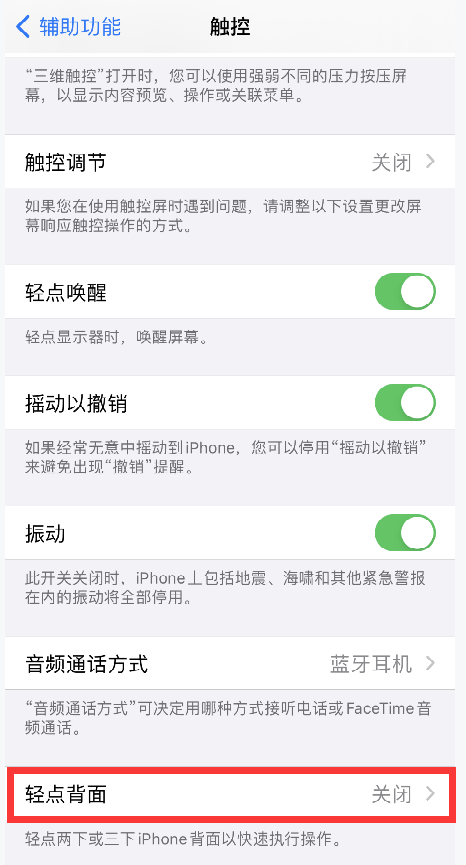 辅助功能 触控
“三维触控”打开时，您可以使用强弱不同的压力按压屏
幕，以显示内容预览、操作或关联菜单。
触控调节 关闭
如果您在使用触控屏时遇到问题，请调整以下设置更改屏
幕响应触控操作的方式。
轻点唤醒
轻点显示器时，唤醒屏幕。
摇动以撤销
如果经常无意中摇动到iPhone，您可以停用“摇动以撤销”
来避免出现“撤销”提醒。
振动
此开关关闭时，iPhone上包括地震、海啸和其他紧急警报
在内的振动将全部停用。
音频通话方式 蓝牙耳机
“音频通话方式”可决定用哪种方式接听电话或FaceTime音
频通话。
轻点背面 关闭
轻点两下或三下iPhone背面以快速执行操作。